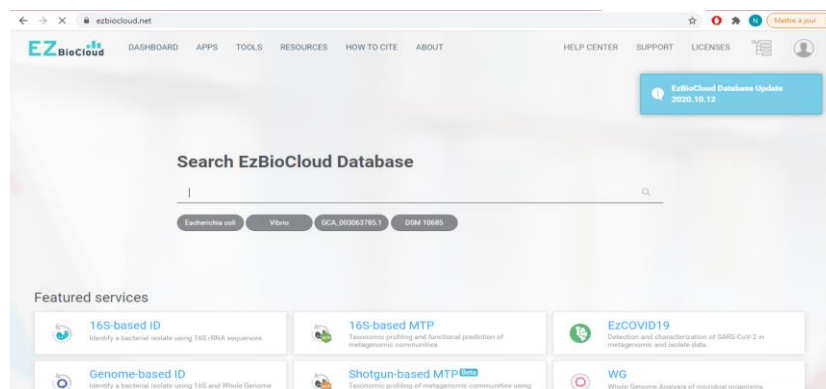 ezbiocloud.net
N
Mettre à jour
EZBioCloud
DASHBOARD APPS TOOLS RESOURCES HOW TO CITE ABOUT
HELP CENTER SUPPORT LICENSES
EzBioCloud Database Update
2020.10.12
Search EzBioCloud Database
Escherichia coli Vibrio GCA_003063785.1 DSM 10685
Featured services
16S-based ID
Identify a bacterial isolate using 16S rRNA sequences.
16S-based MTP
Taxonomic profiling and functional prediction of
metagenomic communities.
EzCOVID19
Detection and characterization of SARS-CoV-2 in
metagenomic and isolate data.
Genome-based ID
Identify a bacterial isolate using 16S and Whole Genome
Shotgun-based MTP Beta
Taxonomic profiling of metagenomic communities using
WG
Whole Genome Analysis of microbial organisms